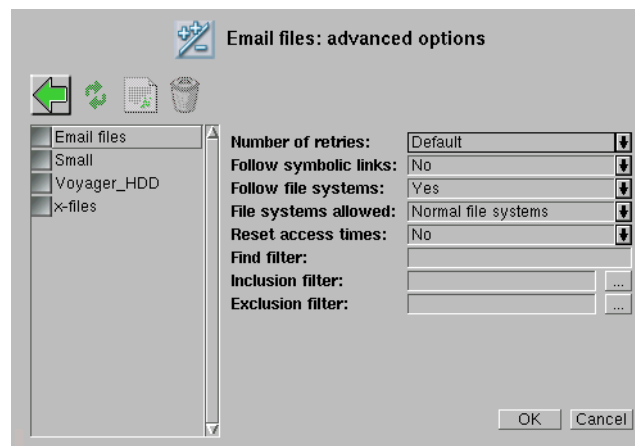 Email files: advanced options
Email files
Small
Voyager_HDD
x-files
Number of retries: Default
Follow symbolic links: No
Follow file systems: Yes
File systems allowed: Normal file systems
Reset access times: No
Find filter:
Inclusion filter: ...
Exclusion filter: ...
OK Cancel